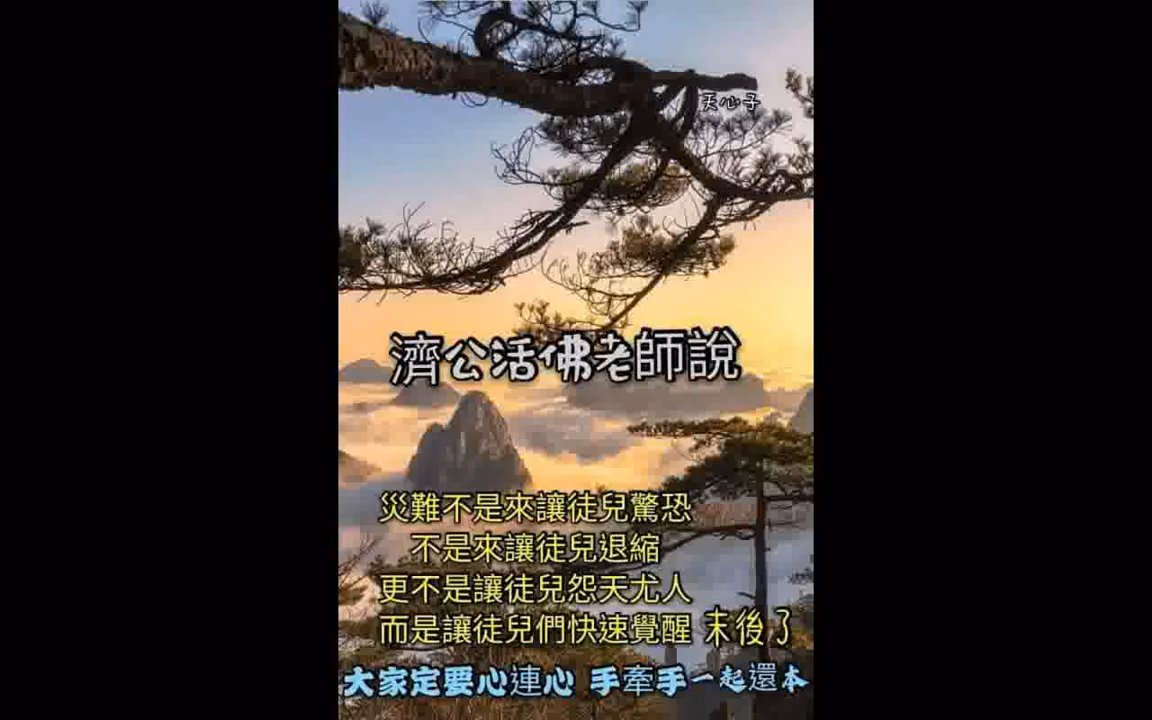 天心子
濟公活佛老師說
災難不是來讓徒兒驚恐
不是來讓徒兒退縮
更不是讓徒兒怨天尤人
而是讓徒兒們快速覺醒 末後了
大家定要心連心 手牽手一起還本